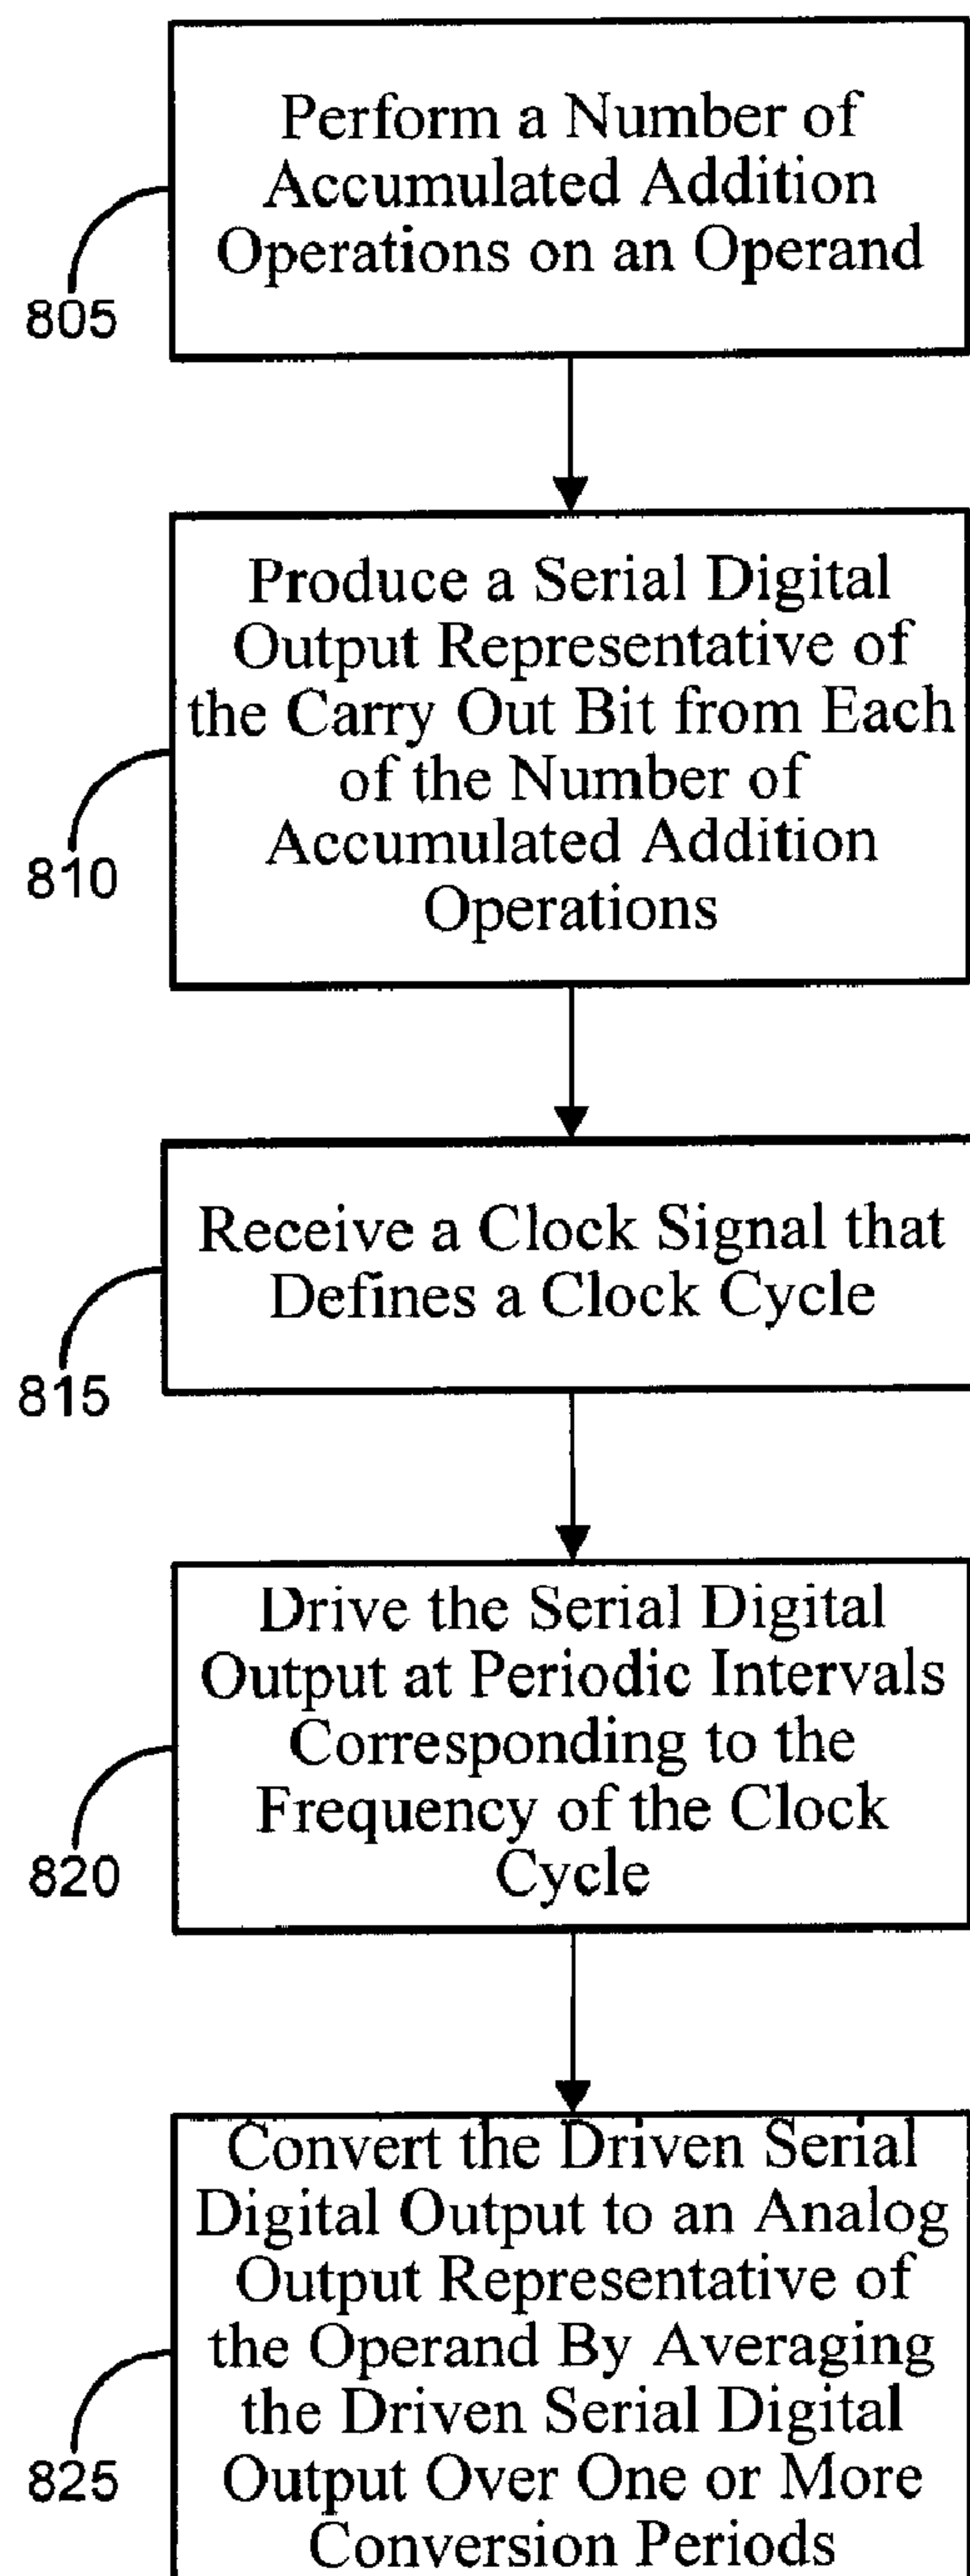 Perform a Number of
Accumulated Addition
Operations on an Operand
805
Produce a Serial Digital
Output Representative of
the Carry Out Bit from Each
of the Number of
Accumulated Addition
Operations
810
Receive a Clock Signal that
Defines a Clock Cycle
815
Drive the Serial Digital
Output at Periodic Intervals
Corresponding to the
Frequency of the Clock
Cycle
820
Convert the Driven Serial
Digital Output to an Analog
Output Representative of
the Operand By Averaging
the Driven Serial Digital
Output Over One or More
Conversion Periods
825